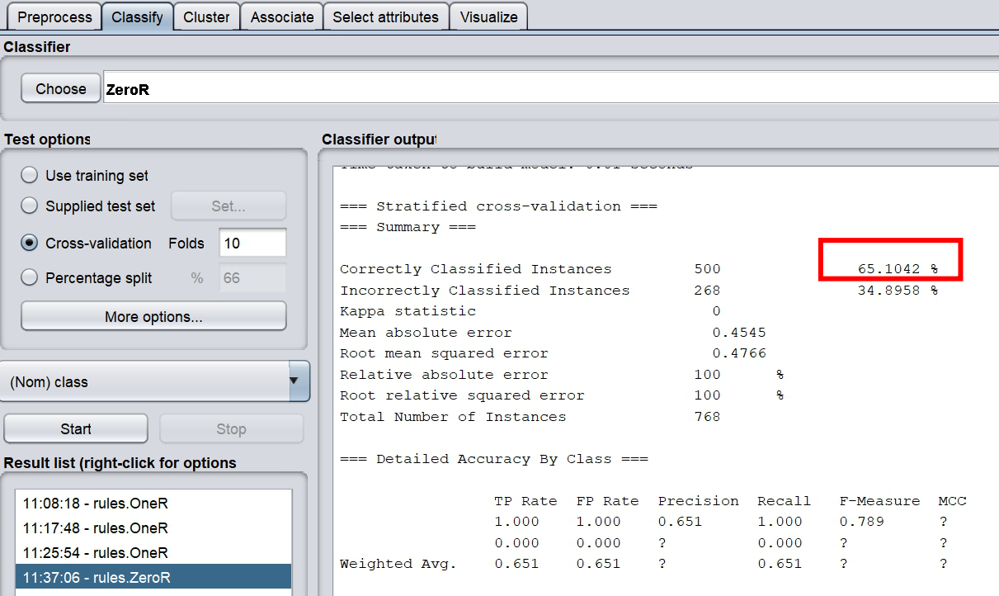 Preprocess Classify Cluster Associate Select attributes Visualize
Classifier
Choose ZeroR
Test options
Use training set
Supplied test set Set...
Cross-validation Folds 10
Percentage split % 66
More options...
(Nom) class
Start Stop
Result list (right-click for options
11:08:18 - rules.OneR
11:17:48 - rules.OneR
11:25:54 - rules.OneR
11:37:06 - rules.ZeroR
Classifier output
=== Stratified cross-validation ===
=== Summary ===
Correctly Classified Instances 500 65.1042 %
Incorrectly Classified Instances 268 34.8958 %
Kappa statistic 0
Mean absolute error 0.4545
Root mean squared error 0.4766
Relative absolute error 100 %
Root relative squared error 100 %
Total Number of Instances 768
=== Detailed Accuracy By Class ===
TP Rate FP Rate Precision Recall F-Measure MCC
1.000 1.000 0.651 1.000 0.789 ?
0.000 0.000 ? 0.000 ? ?
Weighted Avg. 0.651 0.651 ? 0.651 ? ?